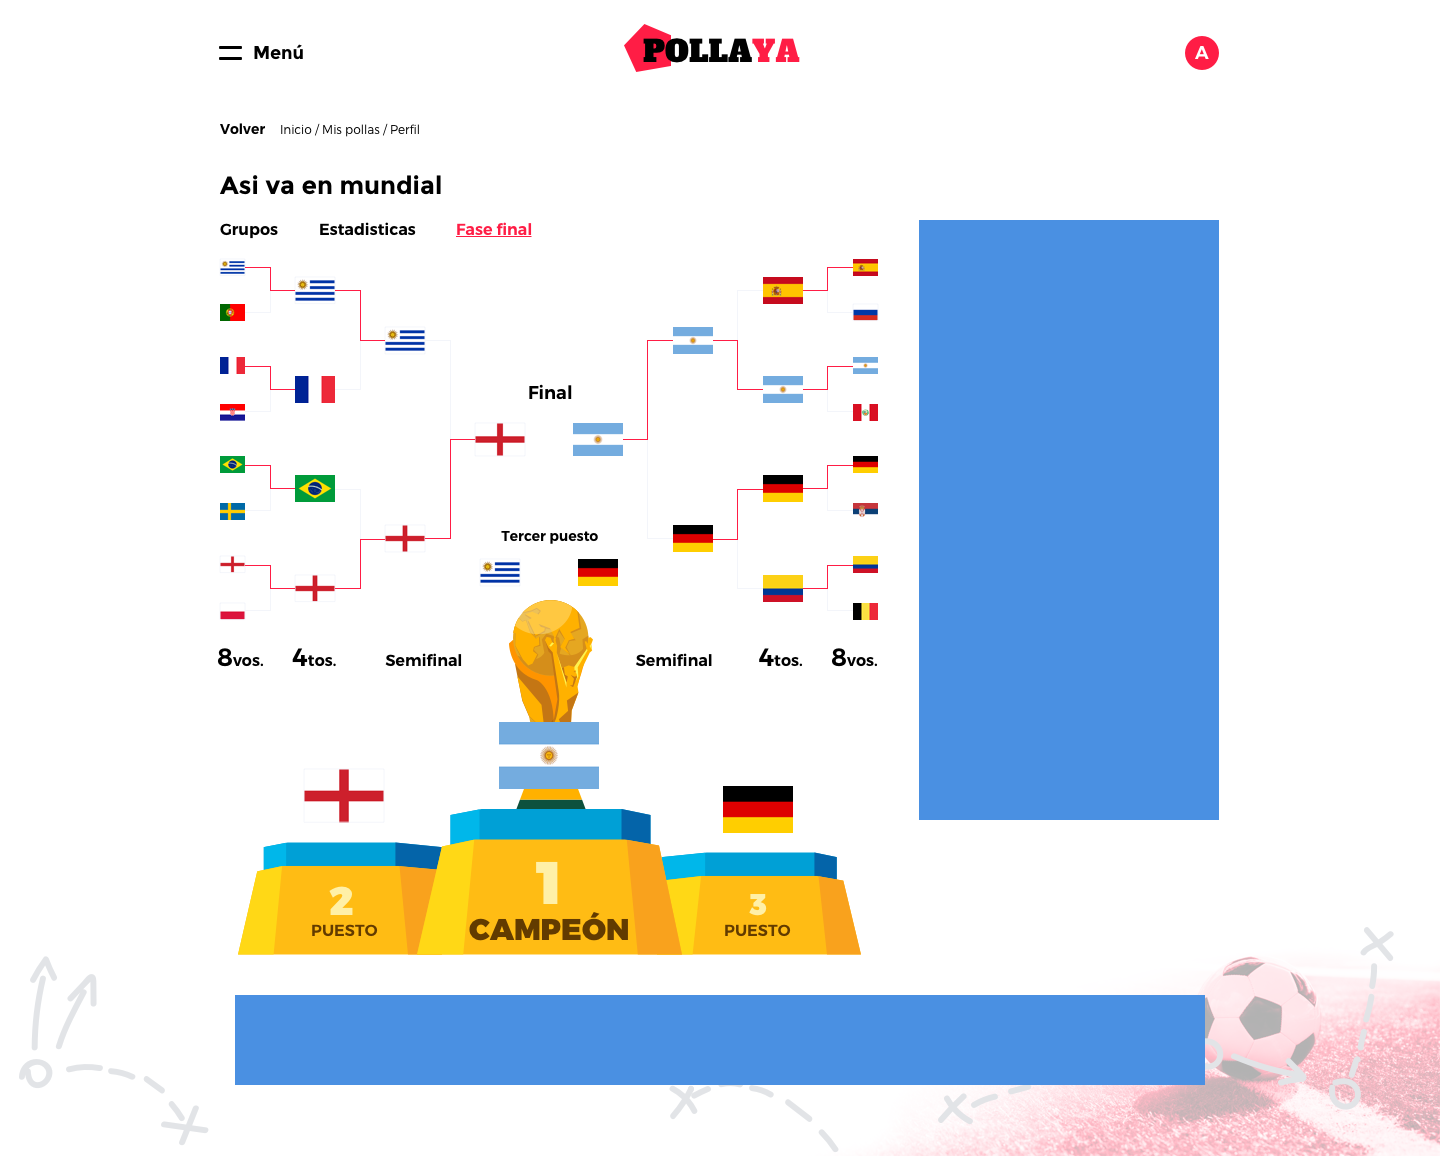 Menú
POLLAYA
A
Volver Inicio / Mis pollas / Perfil
Asi va en mundial
Grupos Estadisticas Fase final
Final
Tercer puesto
8vos. 4tos. Semifinal Semifinal 4tos. 8vos.
1
2
3
PUESTO
CAMPEÓN
PUESTO